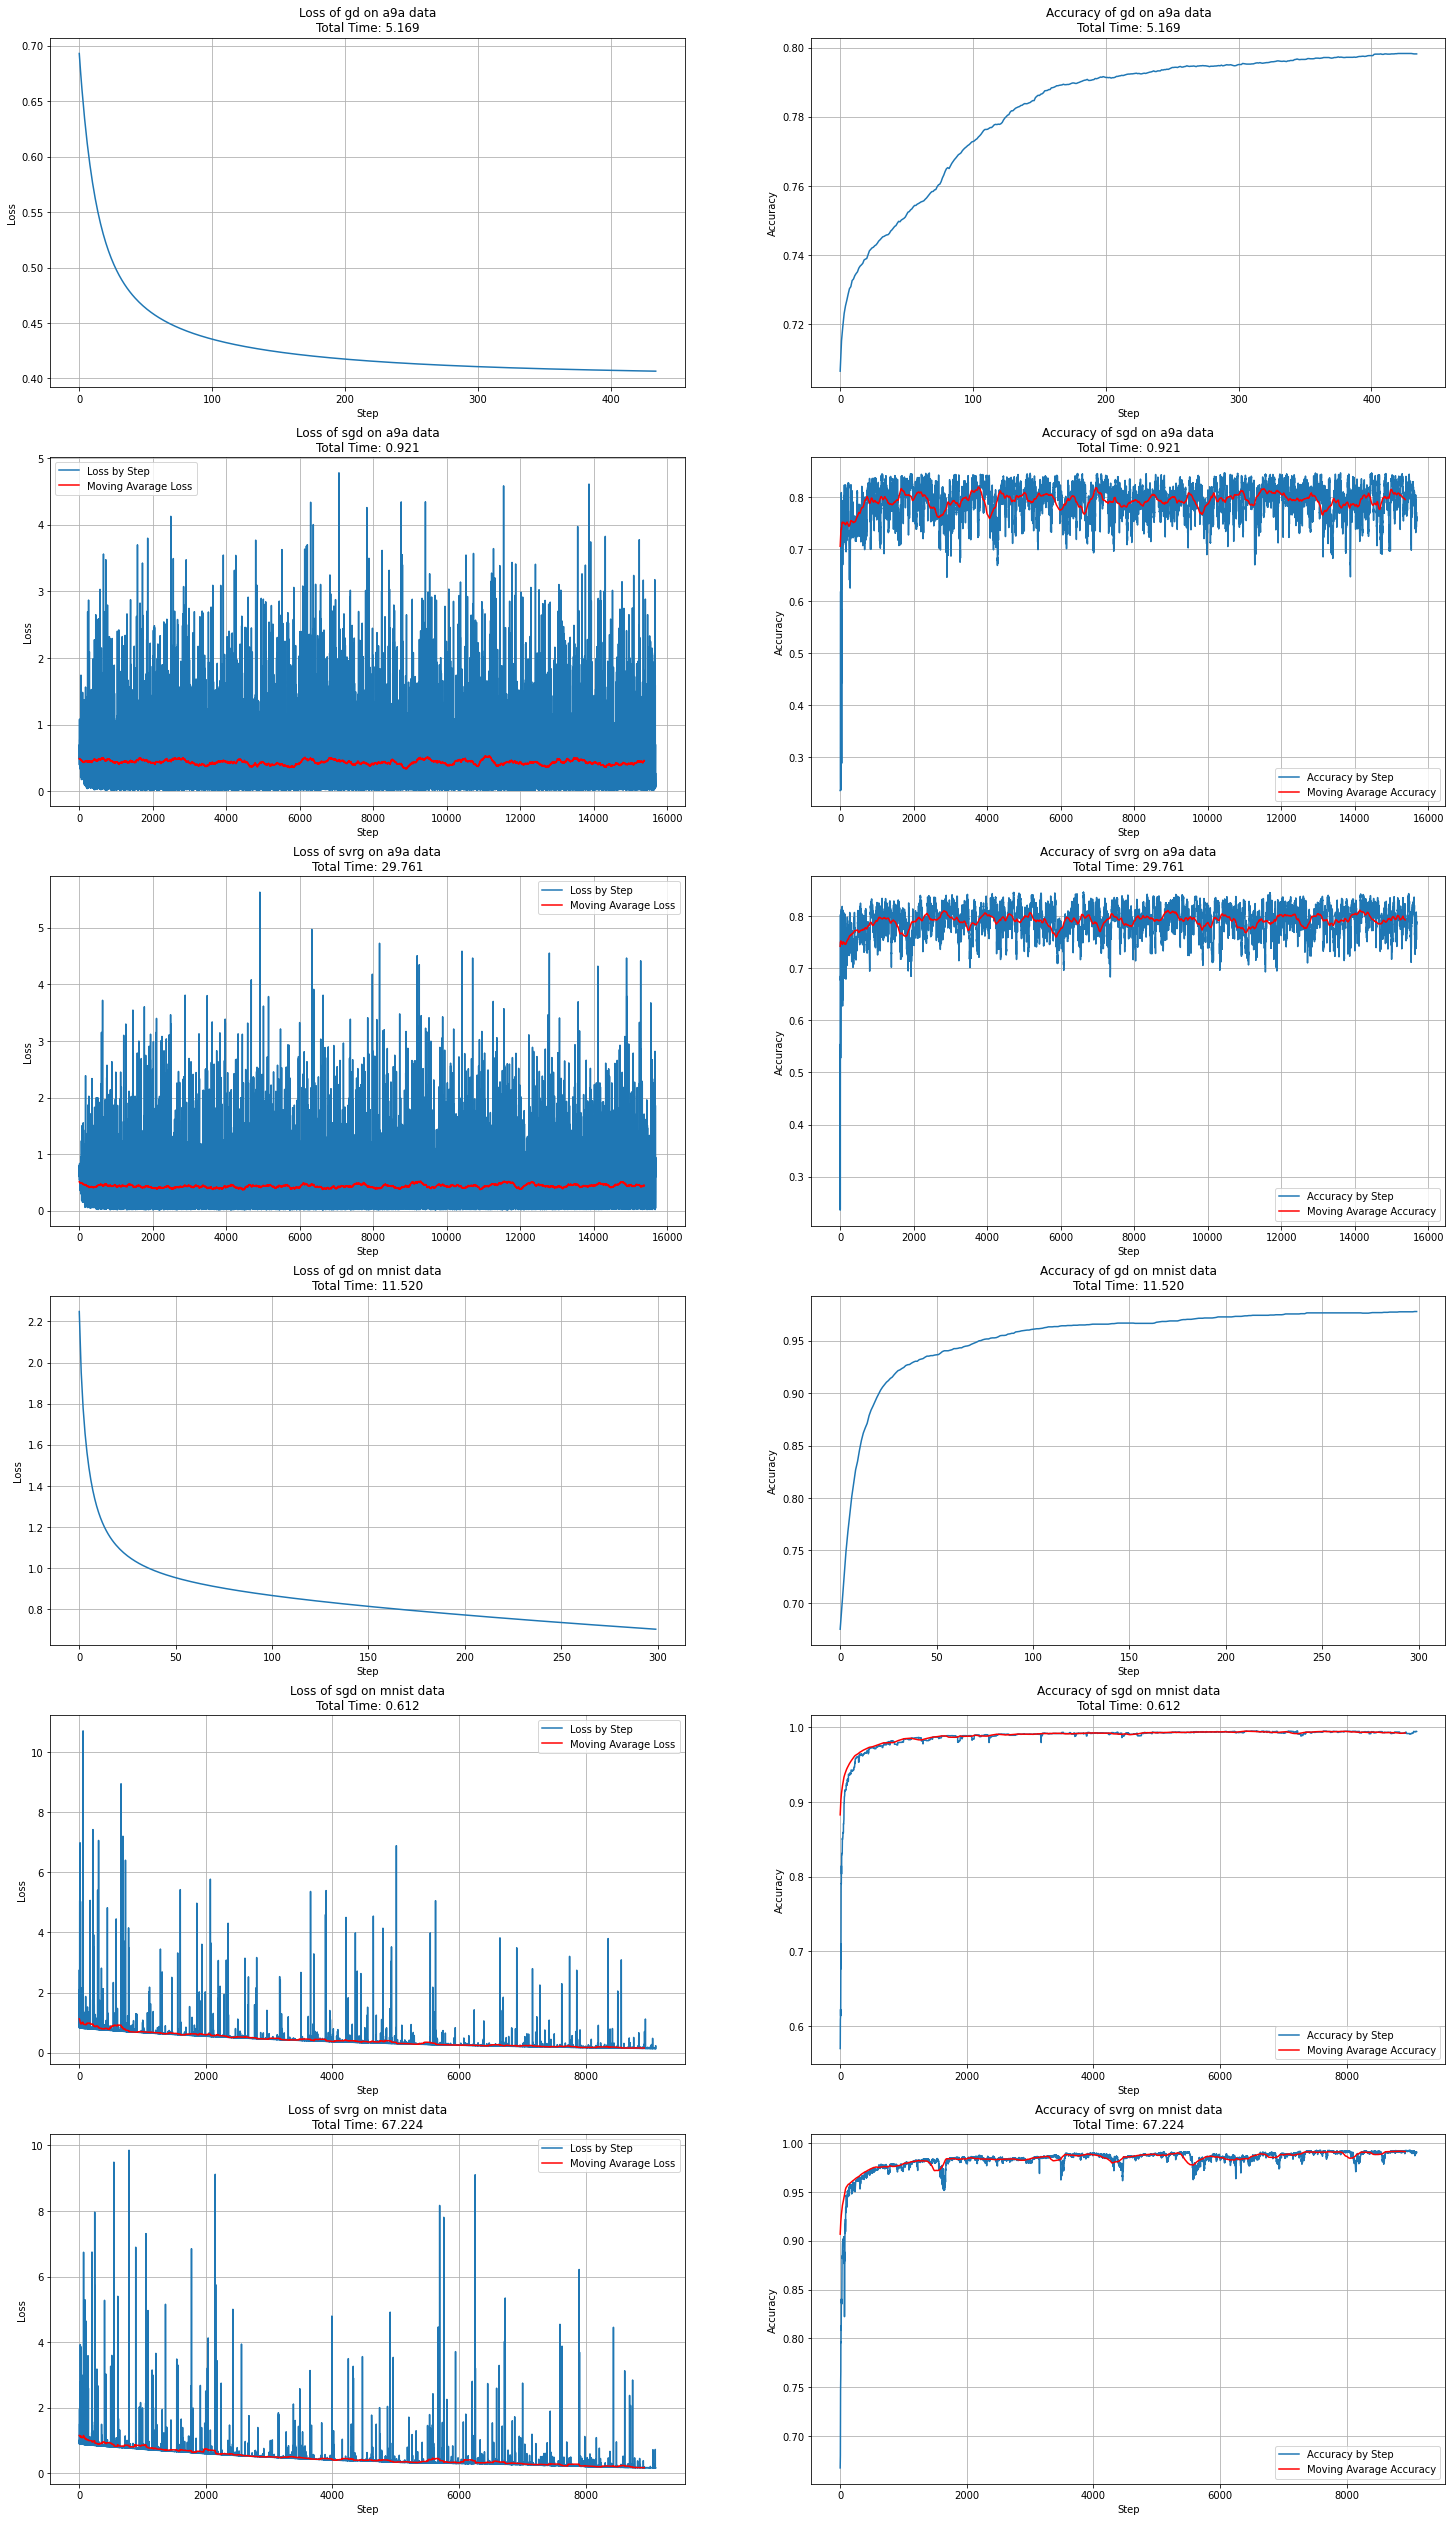 Loss of gd on a9a data
Total Time: 5.169
0.70
0.65
0.60
0.55
0.50
0.45
0.40
Loss
0
100
200
300
400
Step
Accuracy of gd on a9a data
Total Time: 5.169
0.80
0.78
0.76
0.74
0.72
Accuracy
0
100
200
300
400
Step
Loss of sgd on a9a data
Total Time: 0.921
Loss by Step
Moving Avarage Loss
5
4
3
2
1
0
Loss
0
2000
4000
6000
8000
10000
12000
14000
16000
Step
Accuracy of sgd on a9a data
Total Time: 0.921
0.8
0.7
0.6
0.5
0.4
0.3
Accuracy
Accuracy by Step
Moving Avarage Accuracy
0
2000
4000
6000
8000
10000
12000
14000
16000
Step
Loss of svrg on a9a data
Total Time: 29.761
Loss by Step
Moving Avarage Loss
5
4
3
2
1
0
Loss
0
2000
4000
6000
8000
10000
12000
14000
16000
Step
Accuracy of svrg on a9a data
Total Time: 29.761
0.8
0.7
0.6
0.5
0.4
0.3
Accuracy
Accuracy by Step
Moving Avarage Accuracy
0
2000
4000
6000
8000
10000
12000
14000
16000
Step
Loss of gd on mnist data
Total Time: 11.520
2.2
2.0
1.8
1.6
1.4
1.2
1.0
0.8
Loss
0
50
100
150
200
250
300
Step
Accuracy of gd on mnist data
Total Time: 11.520
0.95
0.90
0.85
0.80
0.75
0.70
Accuracy
0
50
100
150
200
250
300
Step
Loss of sgd on mnist data
Total Time: 0.612
Loss by Step
Moving Avarage Loss
10
8
6
4
2
0
Loss
0
2000
4000
6000
8000
Step
Accuracy of sgd on mnist data
Total Time: 0.612
1.0
0.9
0.8
0.7
0.6
Accuracy
Accuracy by Step
Moving Avarage Accuracy
0
2000
4000
6000
8000
Step
Loss of svrg on mnist data
Total Time: 67.224
Loss by Step
Moving Avarage Loss
10
8
6
4
2
0
Loss
0
2000
4000
6000
8000
Step
Accuracy of svrg on mnist data
Total Time: 67.224
1.00
0.95
0.90
0.85
0.80
0.75
0.70
Accuracy
Accuracy by Step
Moving Avarage Accuracy
0
2000
4000
6000
8000
Step